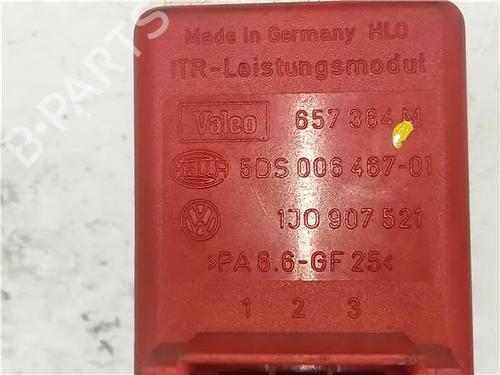 Made in Germany HLO
ITR-Leistungsmodul
Valeo 657 364 M
HELLA 5DS 006 467-01
VW 1J0 907 521
>PA 6.6-GF 25<
1 2 3
B-PARTS